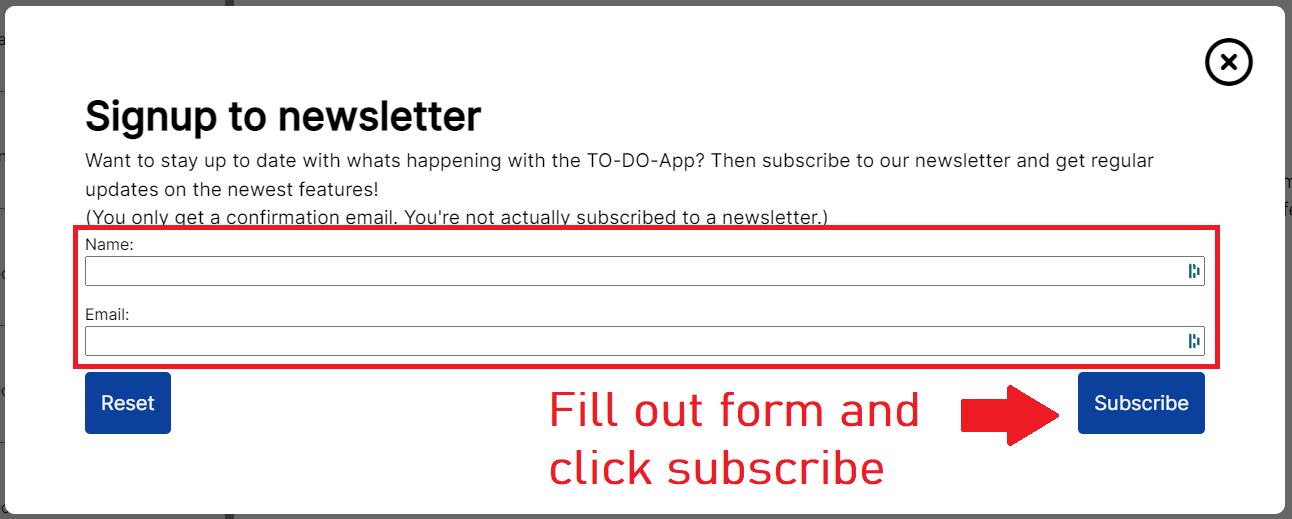 Signup to newsletter
Want to stay up to date with whats happening with the TO-DO-App? Then subscribe to our newsletter and get regular
updates on the newest features!
(You only get a confirmation email. You're not actually subscribed to a newsletter.)
Name:
Email:
Reset
Subscribe
Fill out form and
click subscribe